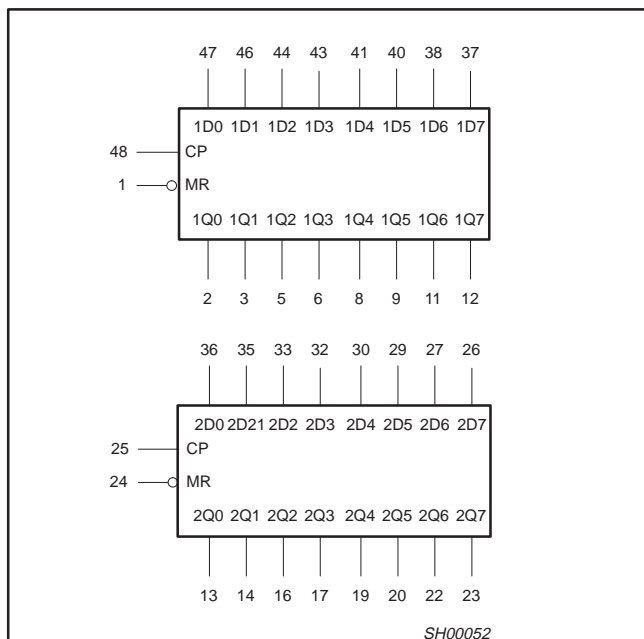 47 46 44 43 41 40 38 37
1D0 1D1 1D2 1D3 1D4 1D5 1D6 1D7
48 CP
1 MR
1Q0 1Q1 1Q2 1Q3 1Q4 1Q5 1Q6 1Q7
2 3 5 6 8 9 11 12
36 35 33 32 30 29 27 26
2D0 2D21 2D2 2D3 2D4 2D5 2D6 2D7
25 CP
24 MR
2Q0 2Q1 2Q2 2Q3 2Q4 2Q5 2Q6 2Q7
13 14 16 17 19 20 22 23
SH00052